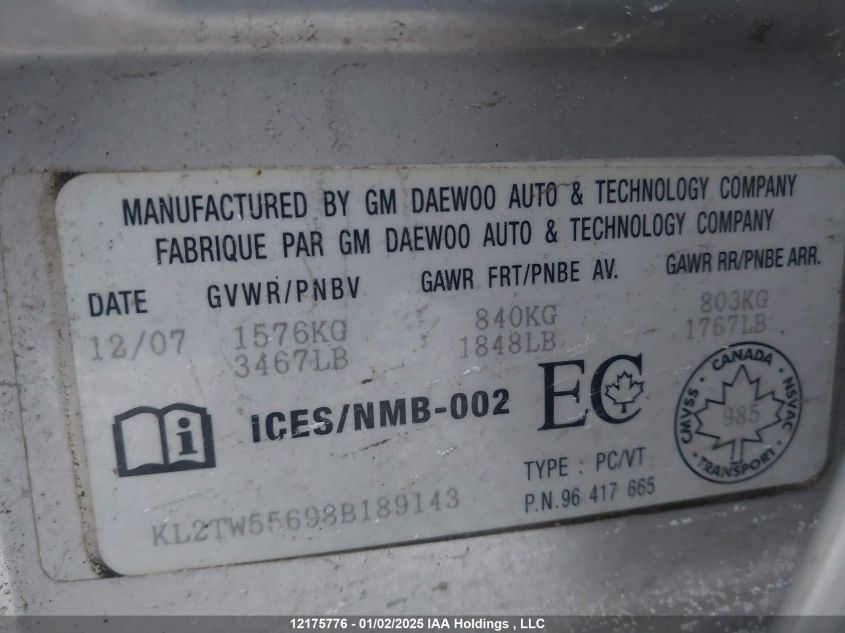 MANUFACTURED BY GM DAEWOO AUTO & TECHNOLOGY COMPANY
FABRIQUE PAR GM DAEWOO AUTO & TECHNOLOGY COMPANY
DATE GVWR/PNBV GAWR FRT/PNBE AV. GAWR RR/PNBE ARR.
12/07 1576KG 840KG 803KG
3467LB 1848LB 1767LB
i ICES/NMB-002 EC
CANADA
CMVSS 985 NSVAC
TRANSPORT
TYPE : PC/VT
KL2TW55698B189143 P.N.96 417 665
12175776 - 01/02/2025 IAA Holdings , LLC